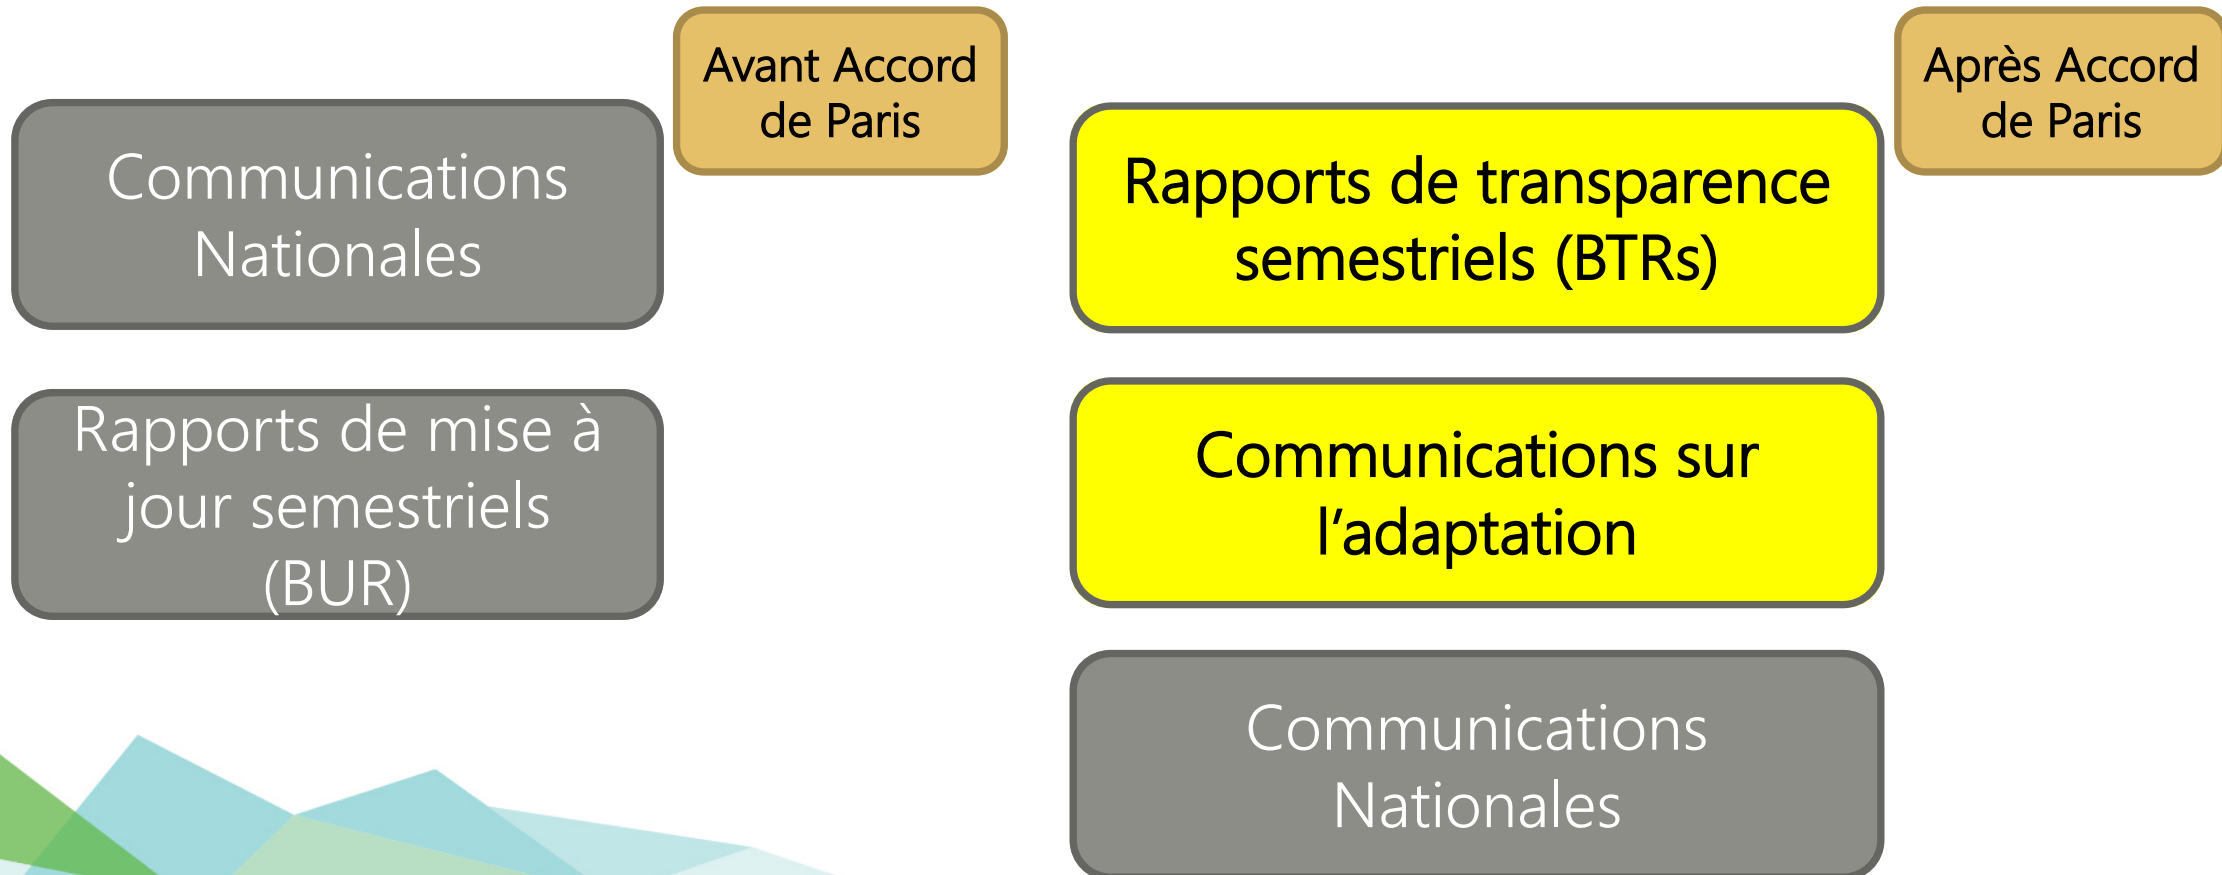 Avant Accord
de Paris
Communications
Nationales
Rapports de mise à
jour semestriels
(BUR)
Après Accord
de Paris
Rapports de transparence
semestriels (BTRs)
Communications sur
l’adaptation
Communications
Nationales